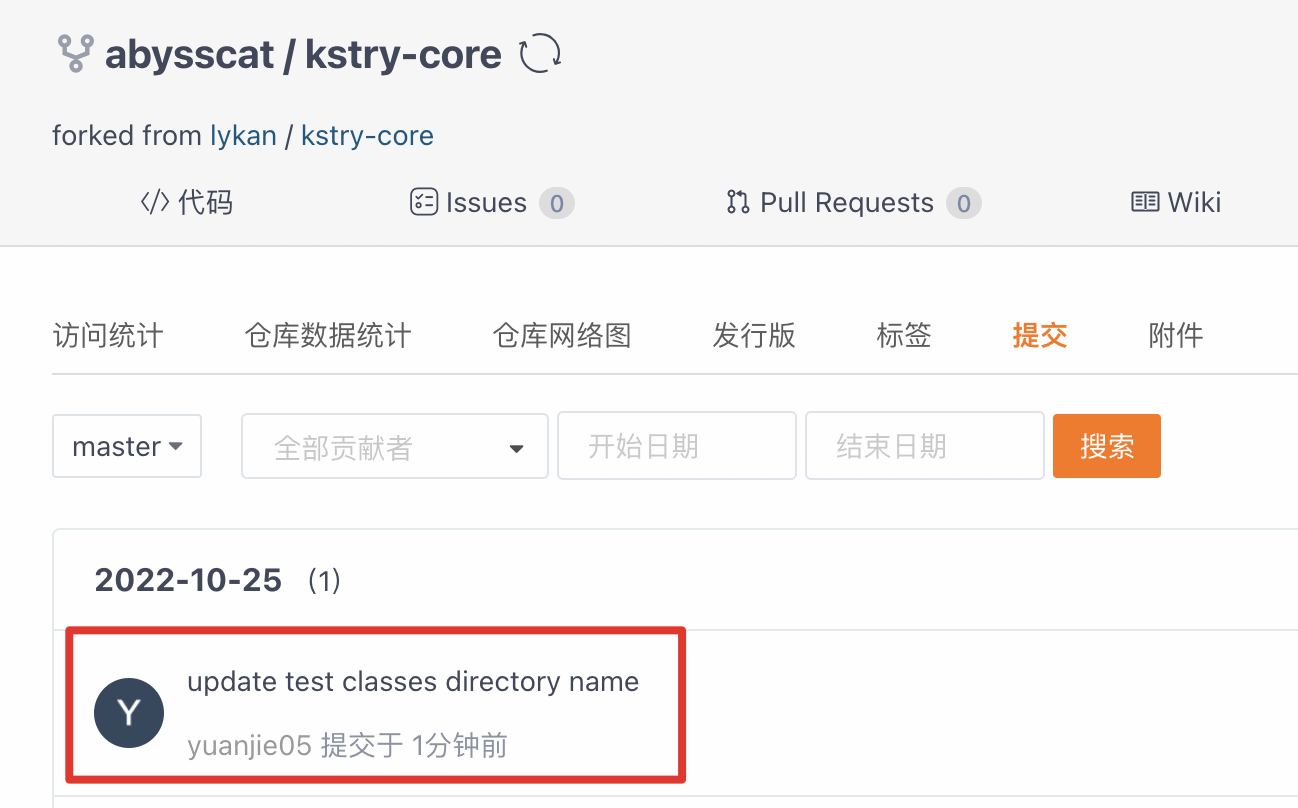 abysscat / kstry-core
forked from lykan / kstry-core
</> 代码 Issues 0 Pull Requests 0 Wiki
访问统计 仓库数据统计 仓库网络图 发行版 标签 提交 附件
master 全部贡献者 开始日期 结束日期 搜索
2022-10-25 (1)
update test classes directory name
Y
yuanjie05 提交于 1分钟前